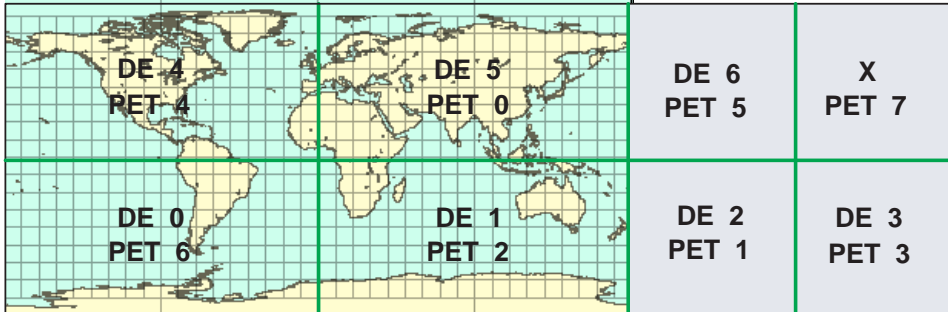 DE 4
PET 4
DE 5
PET 0
DE 6
PET 5
X
PET 7
DE 0
PET 6
DE 1
PET 2
DE 2
PET 1
DE 3
PET 3